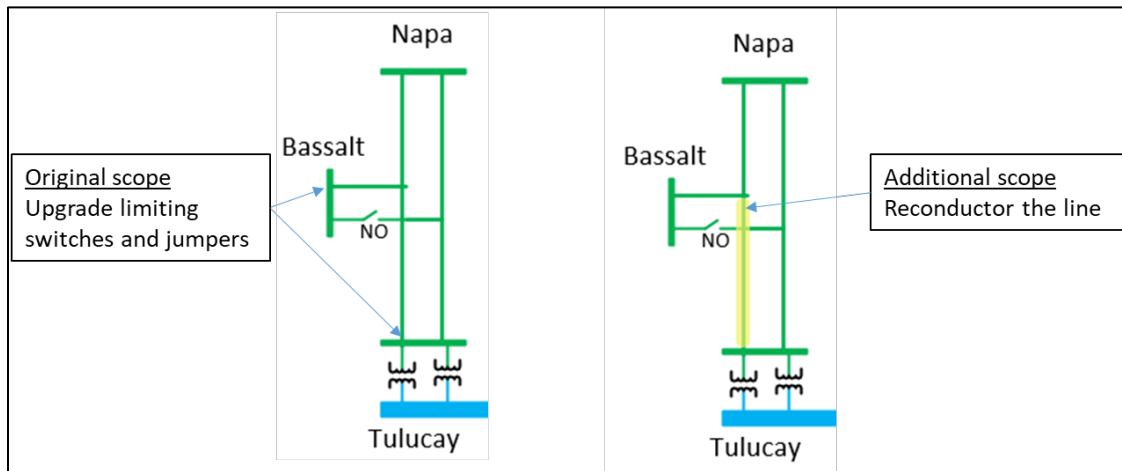 Napa
Bassalt
NO
Tulucay
Original scope
Upgrade limiting
switches and jumpers
Napa
Bassalt
NO
Tulucay
Additional scope
Reconductor the line